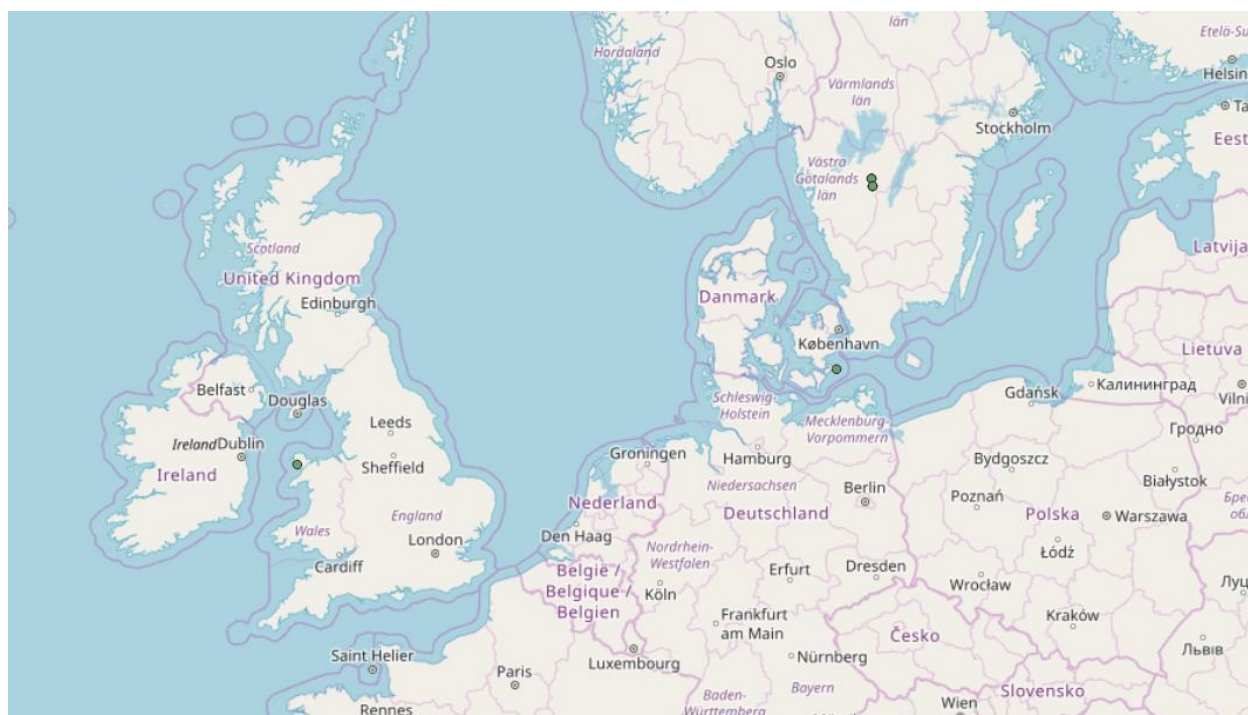 län
Etelä-Su
Hordaland
Oslo
Helsin
Värmlands
län
Ta
Stockholm
Eest
Västra
Götalands
län
Scotland
Latvija
United Kingdom
Danmark
Edinburgh
København
Lietuva
Belfast
Gdańsk
Калининград
Viln
Douglas
Schleswig-
Holstein
Mecklenburg-
Vorpommern
Гродно
Leeds
Ireland
Dublin
Groningen
Hamburg
Bydgoszcz
Ireland
Sheffield
Białystok
Niedersachsen
Berlin
Poznań
Nederland
Deutschland
Polska
Warszawa
Wales
England
London
Den Haag
Nordrhein-
Westfalen
Łódź
Cardiff
België /
Belgique /
Belgien
Köln
Erfurt
Dresden
Wrocław
Frankfurt
am Main
Kraków
Česko
Львів
Saint Helier
Luxembourg
Nürnberg
Paris
Slovensko
Baden-
Württemberg
Bayern
Rennes
Wien